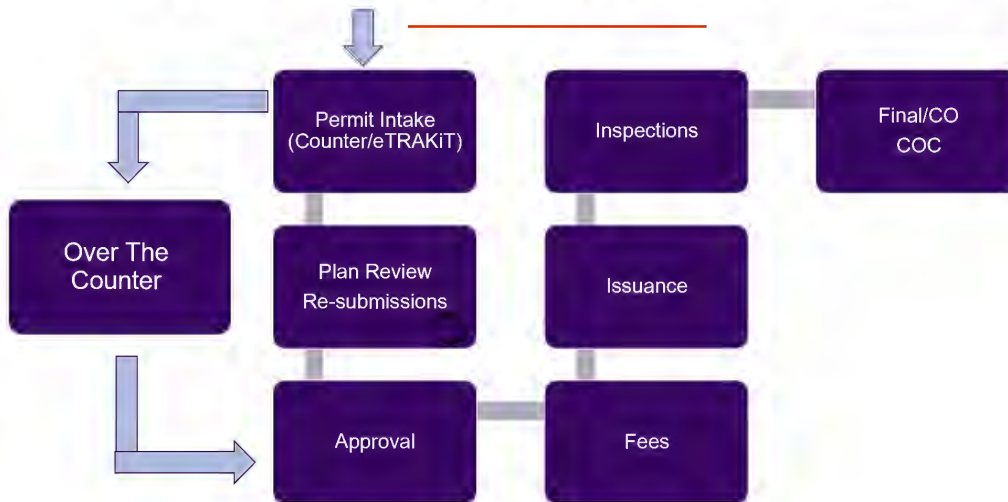 Permit Intake
(Counter/eTRAKiT)
Over The
Counter
Plan Review
Re-submissions
Approval
Fees
Issuance
Inspections
Final/CO
COC